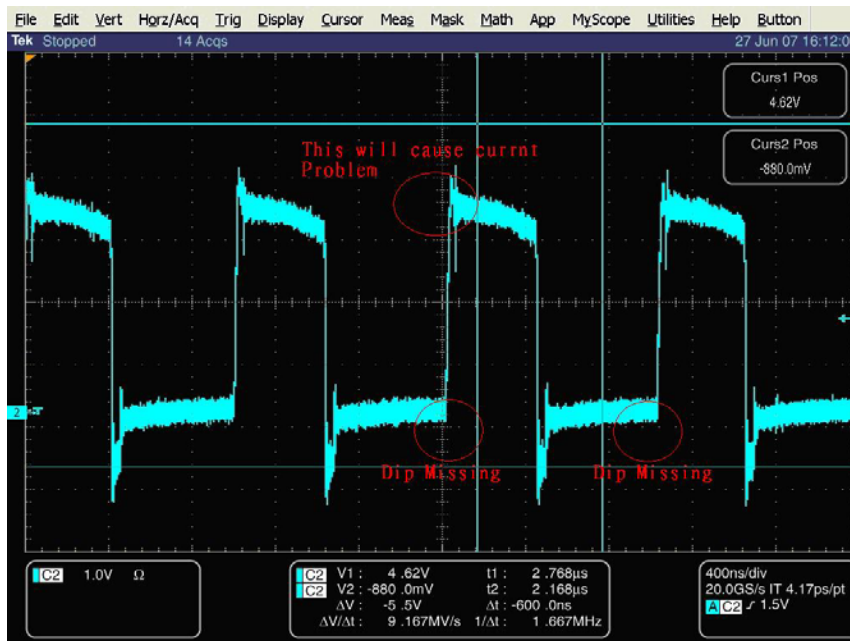 File Edit Vert Horz/Acq Trig Display Cursor Meas Mask Math App MyScope Utilities Help Button
Tek Stopped 14 Acqs 27 Jun 07 16:12:0
Curs1 Pos
4.62V
Curs2 Pos
-880.0mV
This will cause currnt
Problem
2
Dip Missing Dip Missing
C2 1.0V Ω
C2 V1 : 4 .62V t1 : 2 .768µs
C2 V2 : -880 .0mV t2 : 2 .168µs
ΔV : -5 .5V Δt : -600 .0ns
ΔV/Δt : 9 .167MV/s 1/Δt : 1 .667MHz
400ns/div
20.0GS/s IT 4.17ps/pt
A C2 1.5V